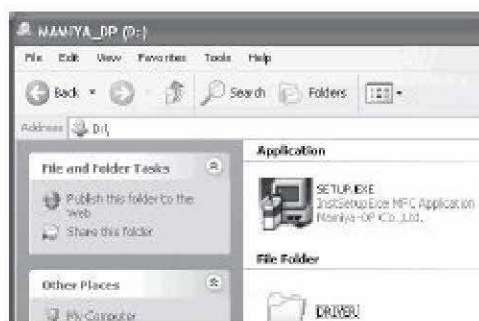 MAMIYA_OP (D:)
File Edit View Favorites Tools Help
Back Search Folders
Address D:\
File and Folder Tasks
Publish this folder to the
Web
Share this folder
Other Places
My Computer
Application
SETUP.EXE
InstSetupExe MFC Application
Mamiya-OP Co.,Ltd.
File Folder
DRIVER